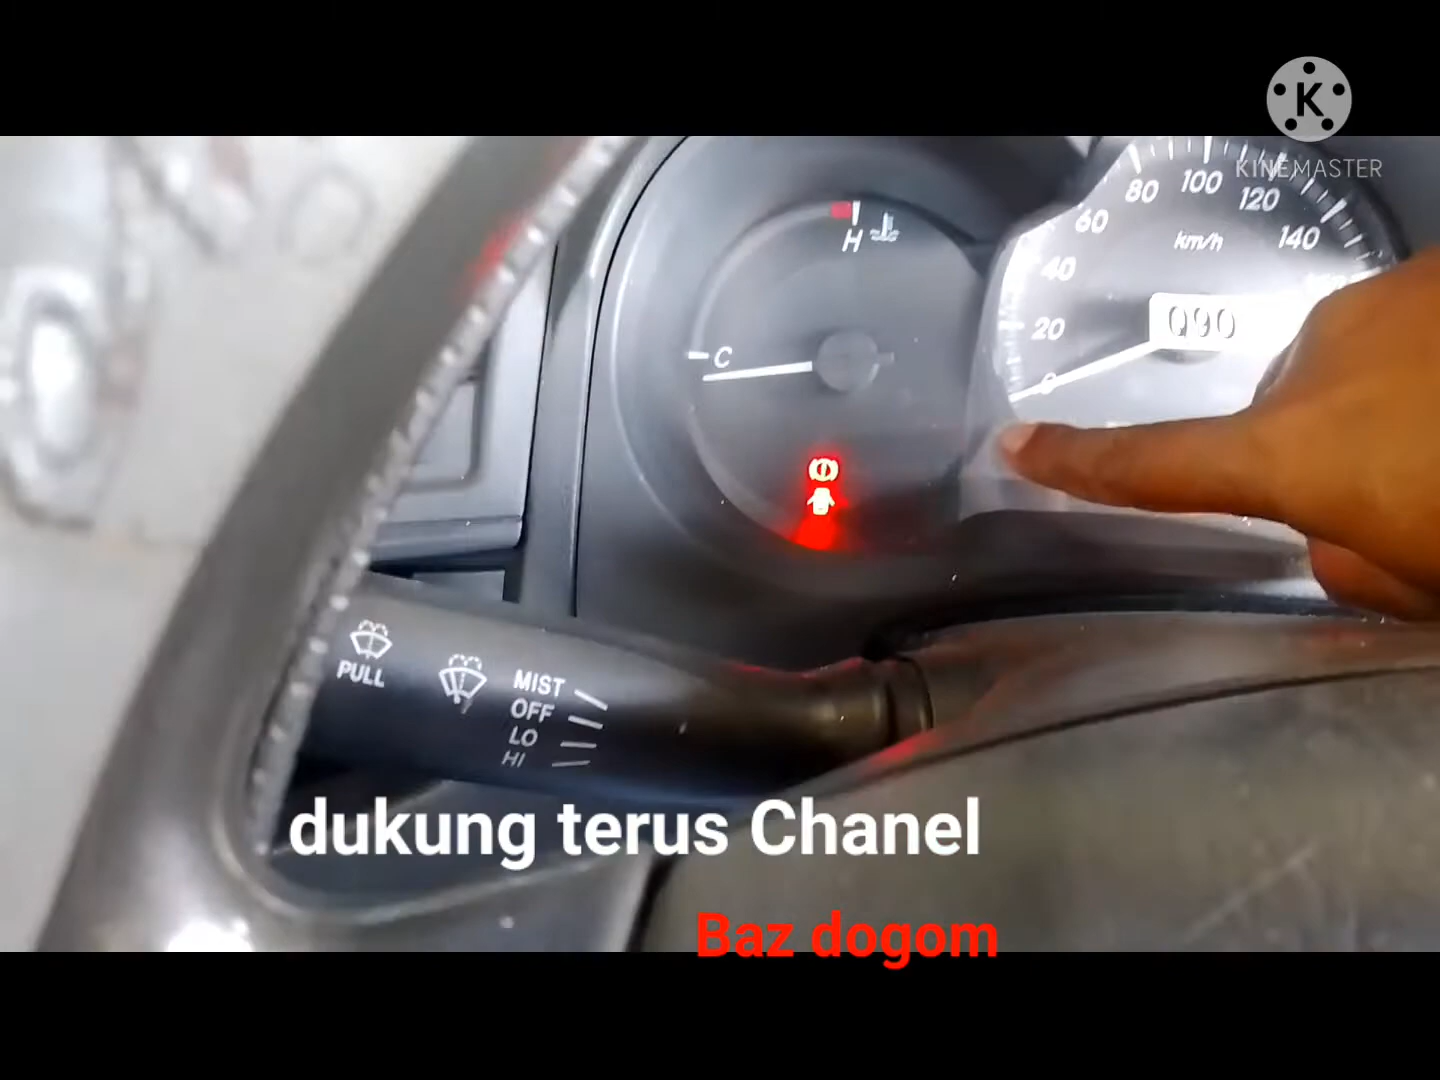 K
KINEMASTER
80 100 120
60 140
km/h
40
H
20
C
0
PULL
MIST
OFF
LO
HI
dukung terus Chanel
Baz dogom